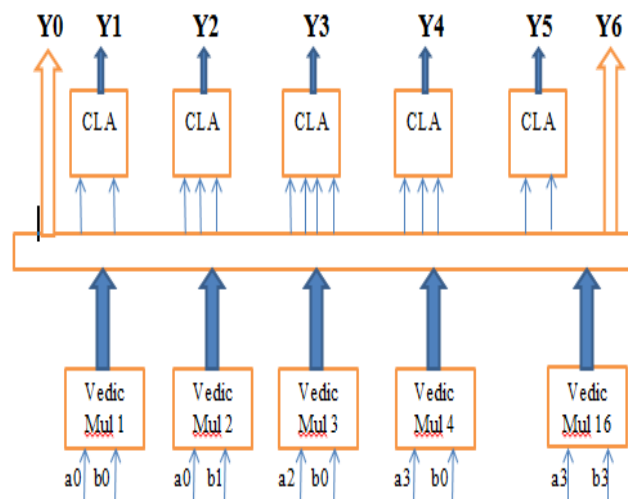 Y0 Y1 Y2 Y3 Y4 Y5 Y6
CLA CLA CLA CLA CLA
Vedic Vedic Vedic Vedic Vedic
Mul 1 Mul 2 Mul 3 Mul 4 Mul 16
a0 b0 a0 b1 a2 b0 a3 b0 a3 b3